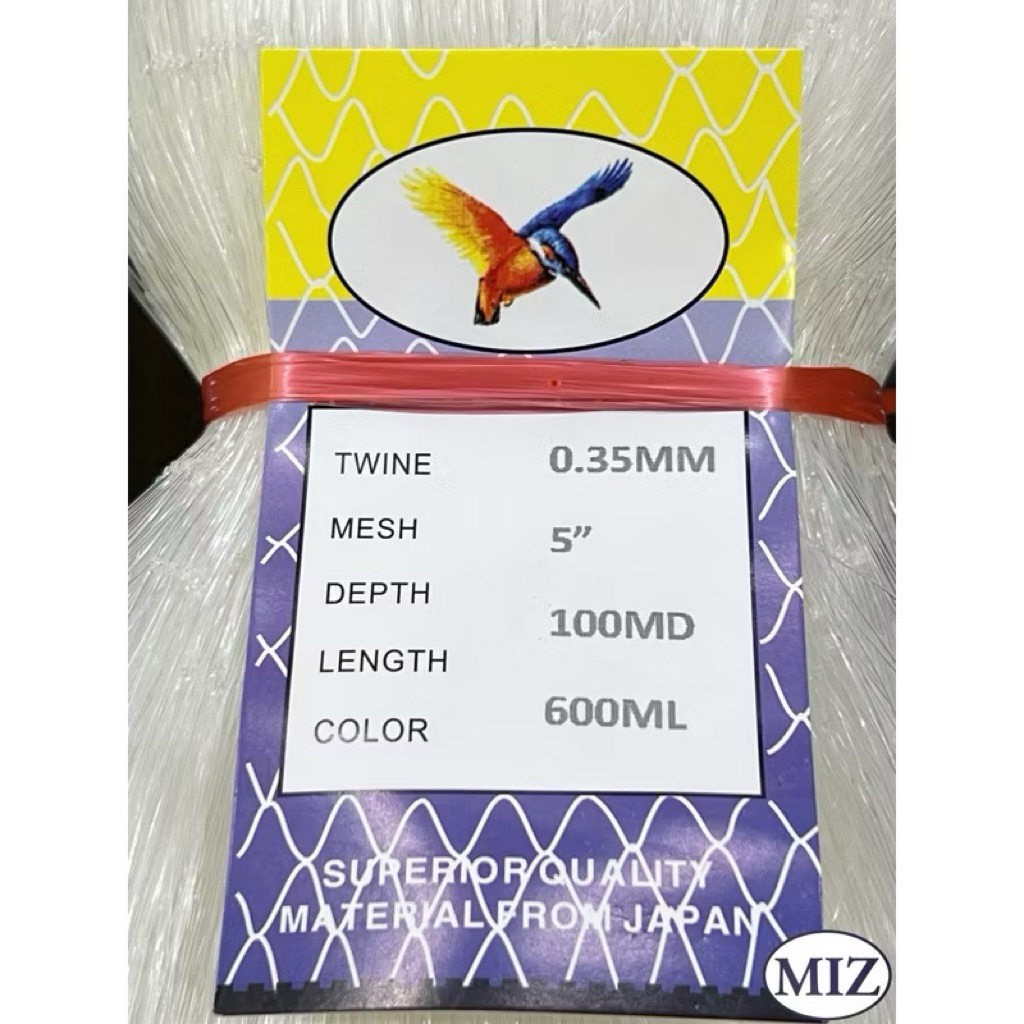 TWINE 0.35MM
MESH 5”
DEPTH 100MD
LENGTH 600ML
COLOR
SUPERIOR QUALITY
MATERIAL FROM JAPAN
MIZ